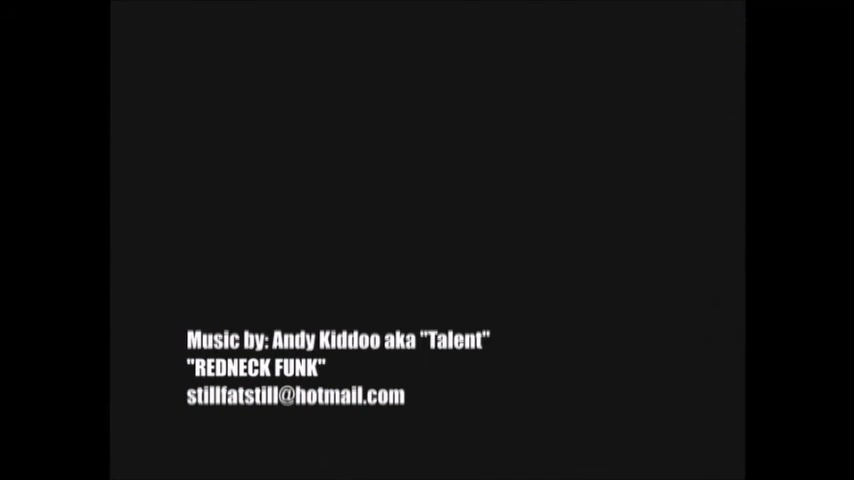 Music by: Andy Kiddoo aka "Talent"
"REDNECK FUNK"
stillfatstill@hotmail.com